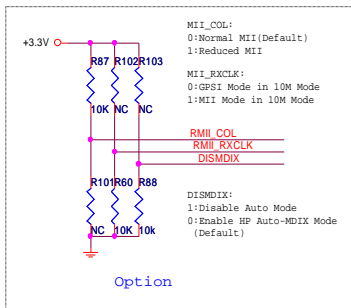 MII_COL:
0:Normal MII(Default)
1:Reduced MII
+3.3V
R87 R102 R103
MII_RXCLK:
0:GPSI Mode in 10M Mode
1:MII Mode in 10M Mode
10K NC NC
RMII_COL
RMII_RXCLK
DISMDIX
R101 R60 R88
DISMDIX:
1:Disable Auto Mode
0:Enable HP Auto-MDIX Mode
(Default)
NC 10K 10k
Option